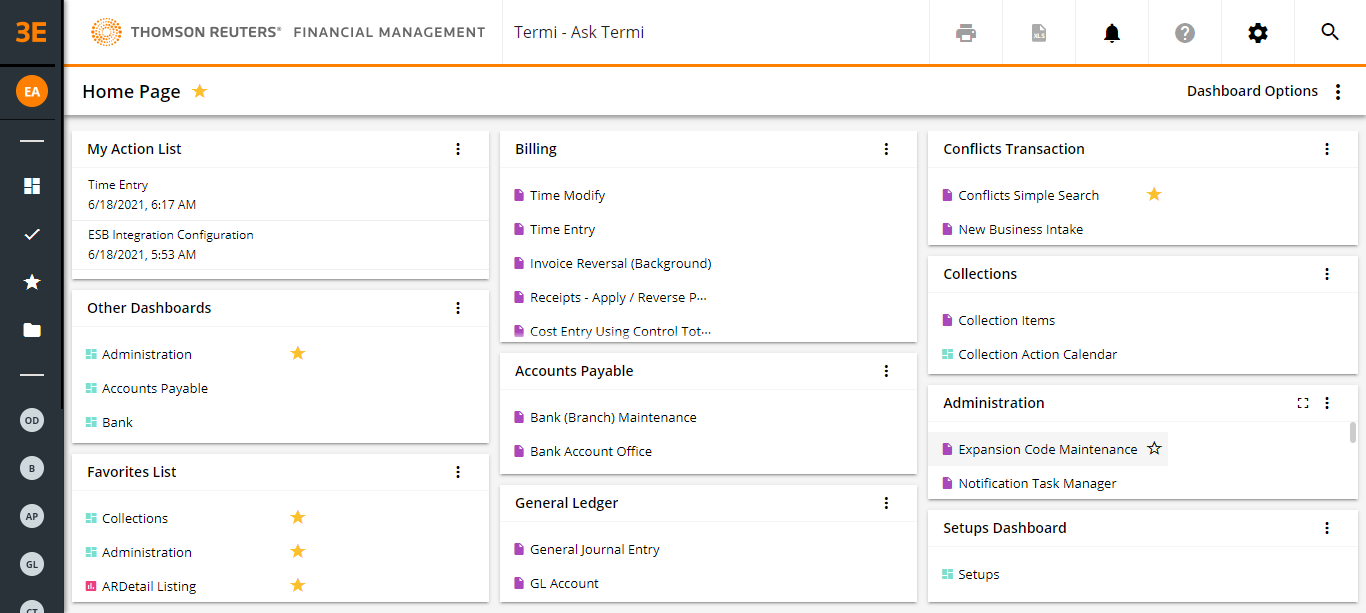 3E
THOMSON REUTERS® FINANCIAL MANAGEMENT
Termi - Ask Termi
XLS
EA
Home Page
Dashboard Options
My Action List
Time Entry
6/18/2021, 6:17 AM
ESB Integration Configuration
6/18/2021, 5:53 AM
Other Dashboards
Administration
Accounts Payable
Bank
Favorites List
Collections
Administration
ARDetail Listing
Billing
Time Modify
Time Entry
Invoice Reversal (Background)
Receipts - Apply / Reverse P...
Cost Entry Using Control Tot...
Accounts Payable
Bank (Branch) Maintenance
Bank Account Office
General Ledger
General Journal Entry
GL Account
Conflicts Transaction
Conflicts Simple Search
New Business Intake
Collections
Collection Items
Collection Action Calendar
Administration
Expansion Code Maintenance
Notification Task Manager
Setups Dashboard
Setups
OD
B
AP
GL
CT